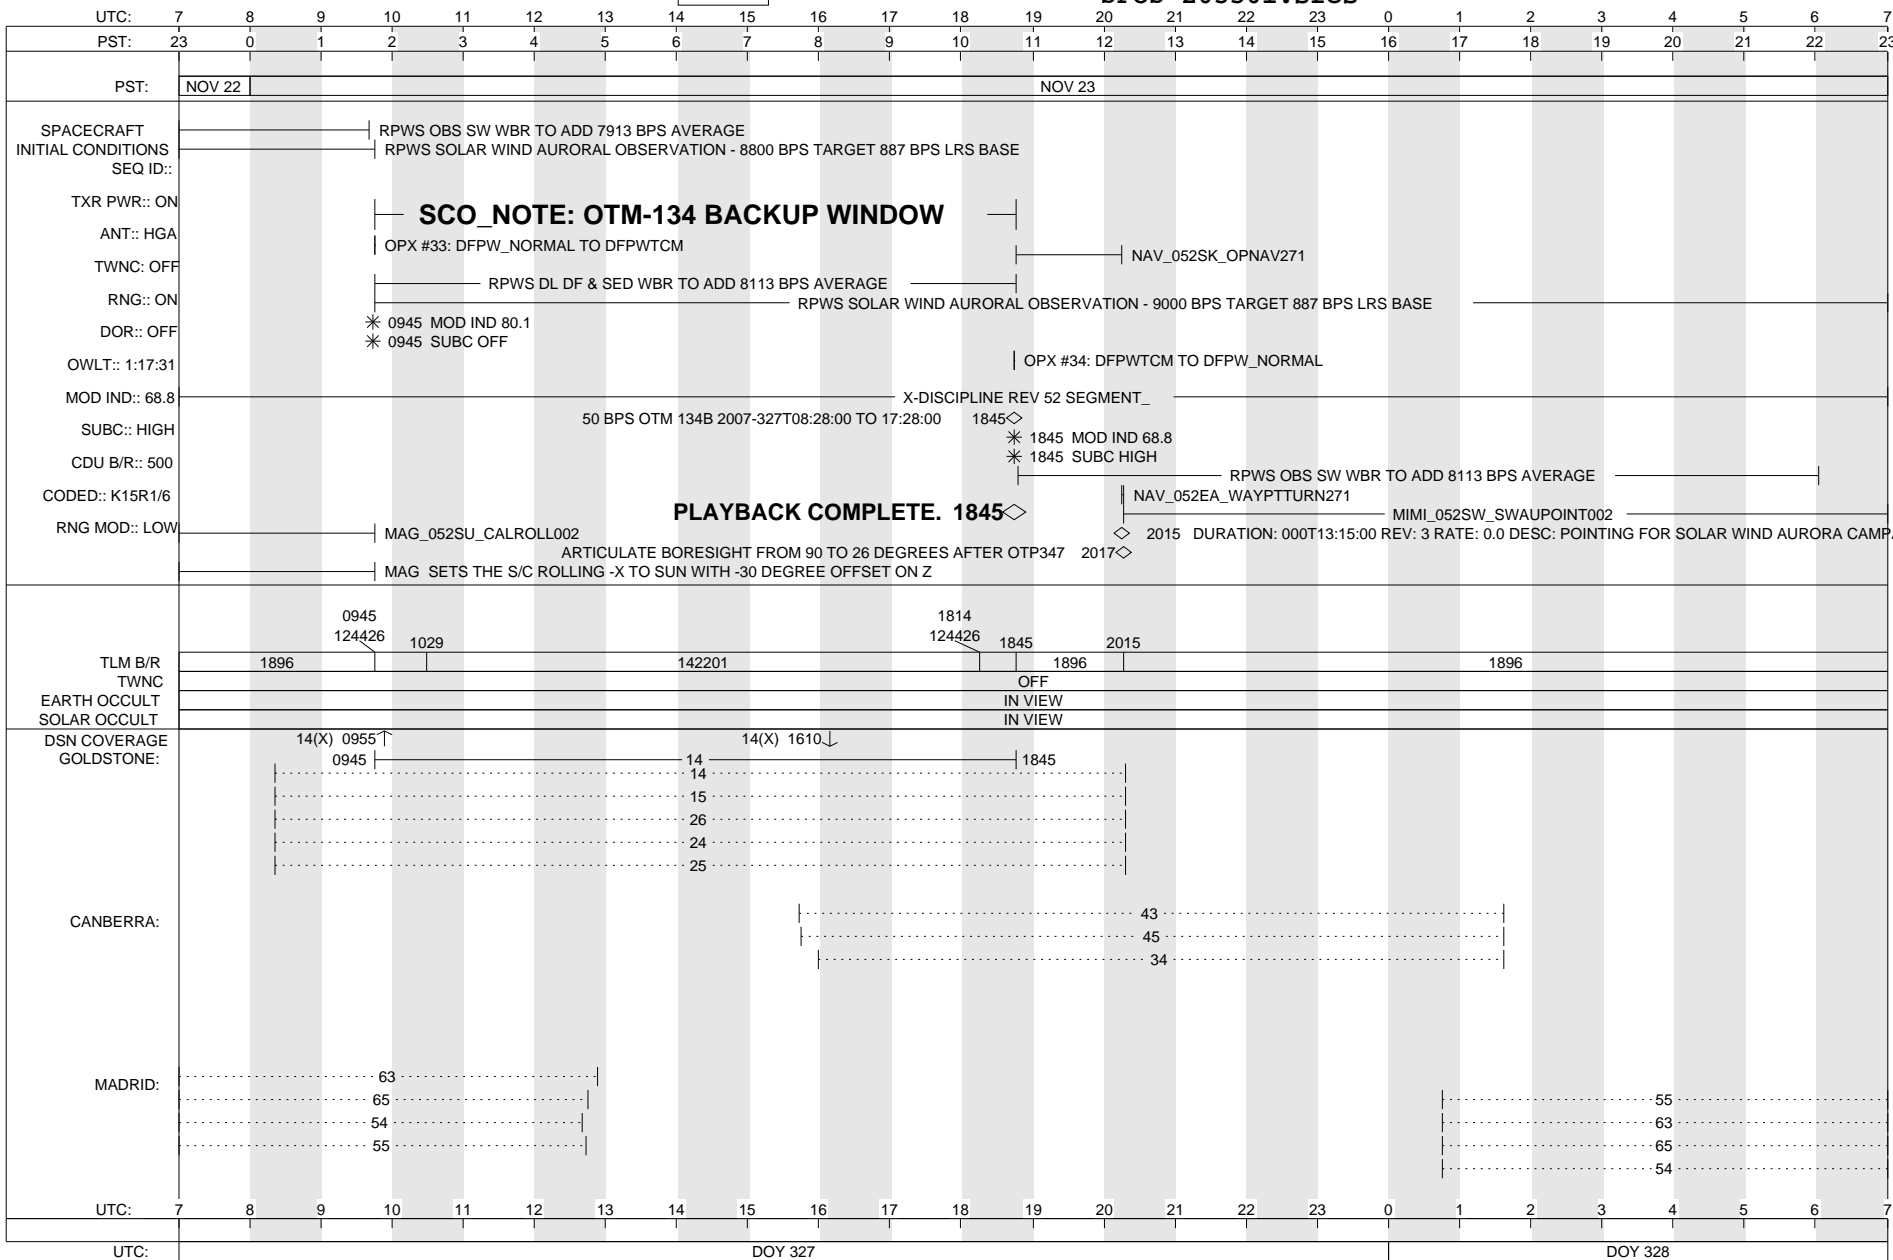 UTC: 7 8 9 10 11 12 13 14 15 16 17 18 19 20 21 22 23 0 1 2 3 4 5 6 7
PST: 23 0 1 2 3 4 5 6 7 8 9 10 11 12 13 14 15 16 17 18 19 20 21 22 23
PST: NOV 22 NOV 23
SPACECRAFT
INITIAL CONDITIONS
SEQ ID::
TXR PWR:: ON
ANT:: HGA
TWNC: OFF
RNG:: ON
DOR:: OFF
OWLT:: 1:17:31
MOD IND:: 68.8
SUBC:: HIGH
CDU B/R:: 500
CODED:: K15R1/6
RNG MOD:: LOW
RPWS OBS SW WBR TO ADD 7913 BPS AVERAGE
RPWS SOLAR WIND AURORAL OBSERVATION - 8800 BPS TARGET 887 BPS LRS BASE
SCO_NOTE: OTM-134 BACKUP WINDOW
OPX #33: DFPW_NORMAL TO DFPWTCM
NAV_052SK_OPNAV271
RPWS DL DF & SED WBR TO ADD 8113 BPS AVERAGE
RPWS SOLAR WIND AURORAL OBSERVATION - 9000 BPS TARGET 887 BPS LRS BASE
0945 MOD IND 80.1
0945 SUBC OFF
OPX #34: DFPWTCM TO DFPW_NORMAL
X-DISCIPLINE REV 52 SEGMENT_
50 BPS OTM 134B 2007-327T08:28:00 TO 17:28:00 1845
1845 MOD IND 68.8
1845 SUBC HIGH
RPWS OBS SW WBR TO ADD 8113 BPS AVERAGE
NAV_052EA_WAYPTTURN271
PLAYBACK COMPLETE. 1845
MIMI_052SW_SWAUPOINT002
MAG_052SU_CALROLL002
2015 DURATION: 000T13:15:00 REV: 3 RATE: 0.0 DESC: POINTING FOR SOLAR WIND AURORA CAMP
ARTICULATE BORESIGHT FROM 90 TO 26 DEGREES AFTER OTP347 2017
MAG SETS THE S/C ROLLING -X TO SUN WITH -30 DEGREE OFFSET ON Z
0945 1814
124426 1029 124426 1845 2015
TLM B/R 1896 142201 1896 1896
TWNC OFF
EARTH OCCULT IN VIEW
SOLAR OCCULT IN VIEW
DSN COVERAGE 14(X) 0955 14(X) 1610
GOLDSTONE: 0945 14 1845
14
15
26
24
25
CANBERRA: 43
45
34
MADRID: 63
65 55
54 63
55 65
54
UTC: 7 8 9 10 11 12 13 14 15 16 17 18 19 20 21 22 23 0 1 2 3 4 5 6 7
UTC: DOY 327 DOY 328